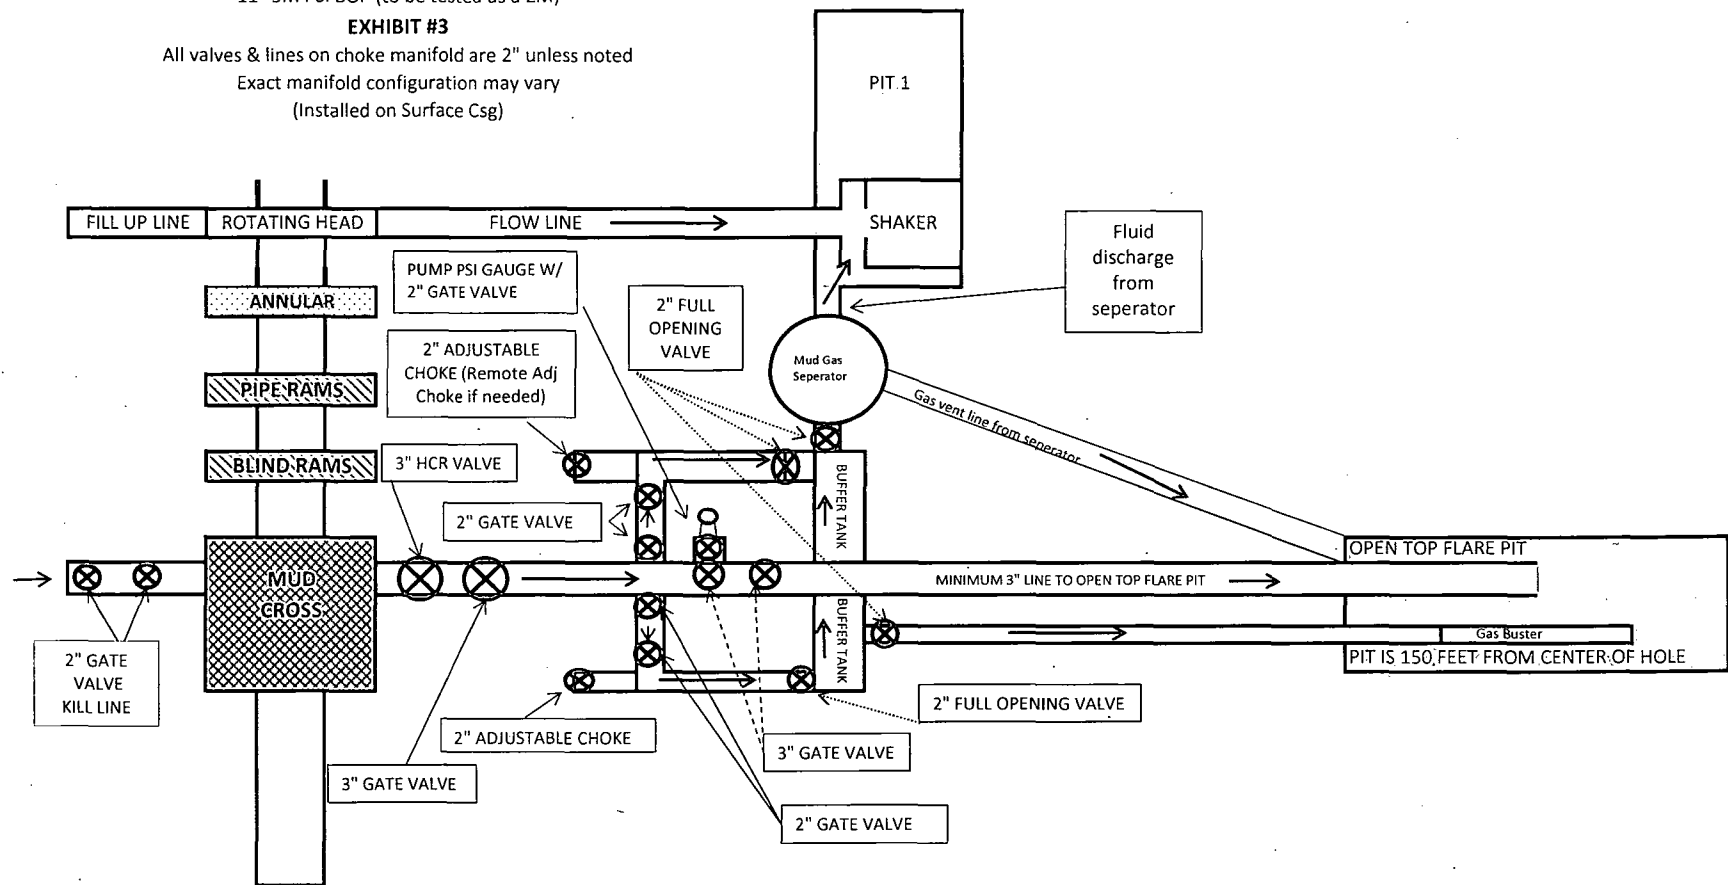 EXHIBIT #3
All valves & lines on choke manifold are 2" unless noted
Exact manifold configuration may vary
(Installed on Surface Csg)
PIT 1
FILL UP LINE
ROTATING HEAD
FLOW LINE
SHAKER
Fluid
discharge
from
seperator
PUMP PSI GAUGE W/
2" GATE VALVE
ANNULAR
2" FULL
OPENING
VALVE
2" ADJUSTABLE
CHOKE (Remote Adj
Choke if needed)
Mud Gas
Seperator
PIPE RAMS
Gas vent line from seperator
BLIND RAMS
3" HCR VALVE
BUFFER TANK
2" GATE VALVE
OPEN TOP FLARE PIT
MUD
CROSS
MINIMUM 3" LINE TO OPEN TOP FLARE PIT
BUFFER TANK
Gas Buster
PIT IS 150 FEET FROM CENTER OF HOLE
2" GATE
VALVE
KILL LINE
2" FULL OPENING VALVE
2" ADJUSTABLE CHOKE
3" GATE VALVE
3" GATE VALVE
2" GATE VALVE